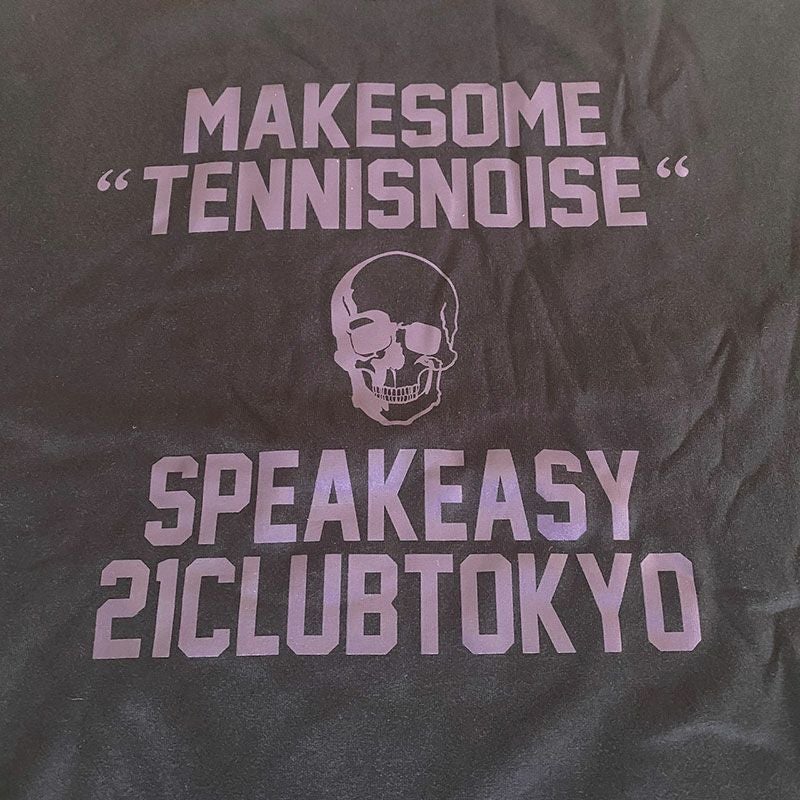 MAKESOME
“TENNISNOISE“
SPEAKEASY
21CLUBTOKYO